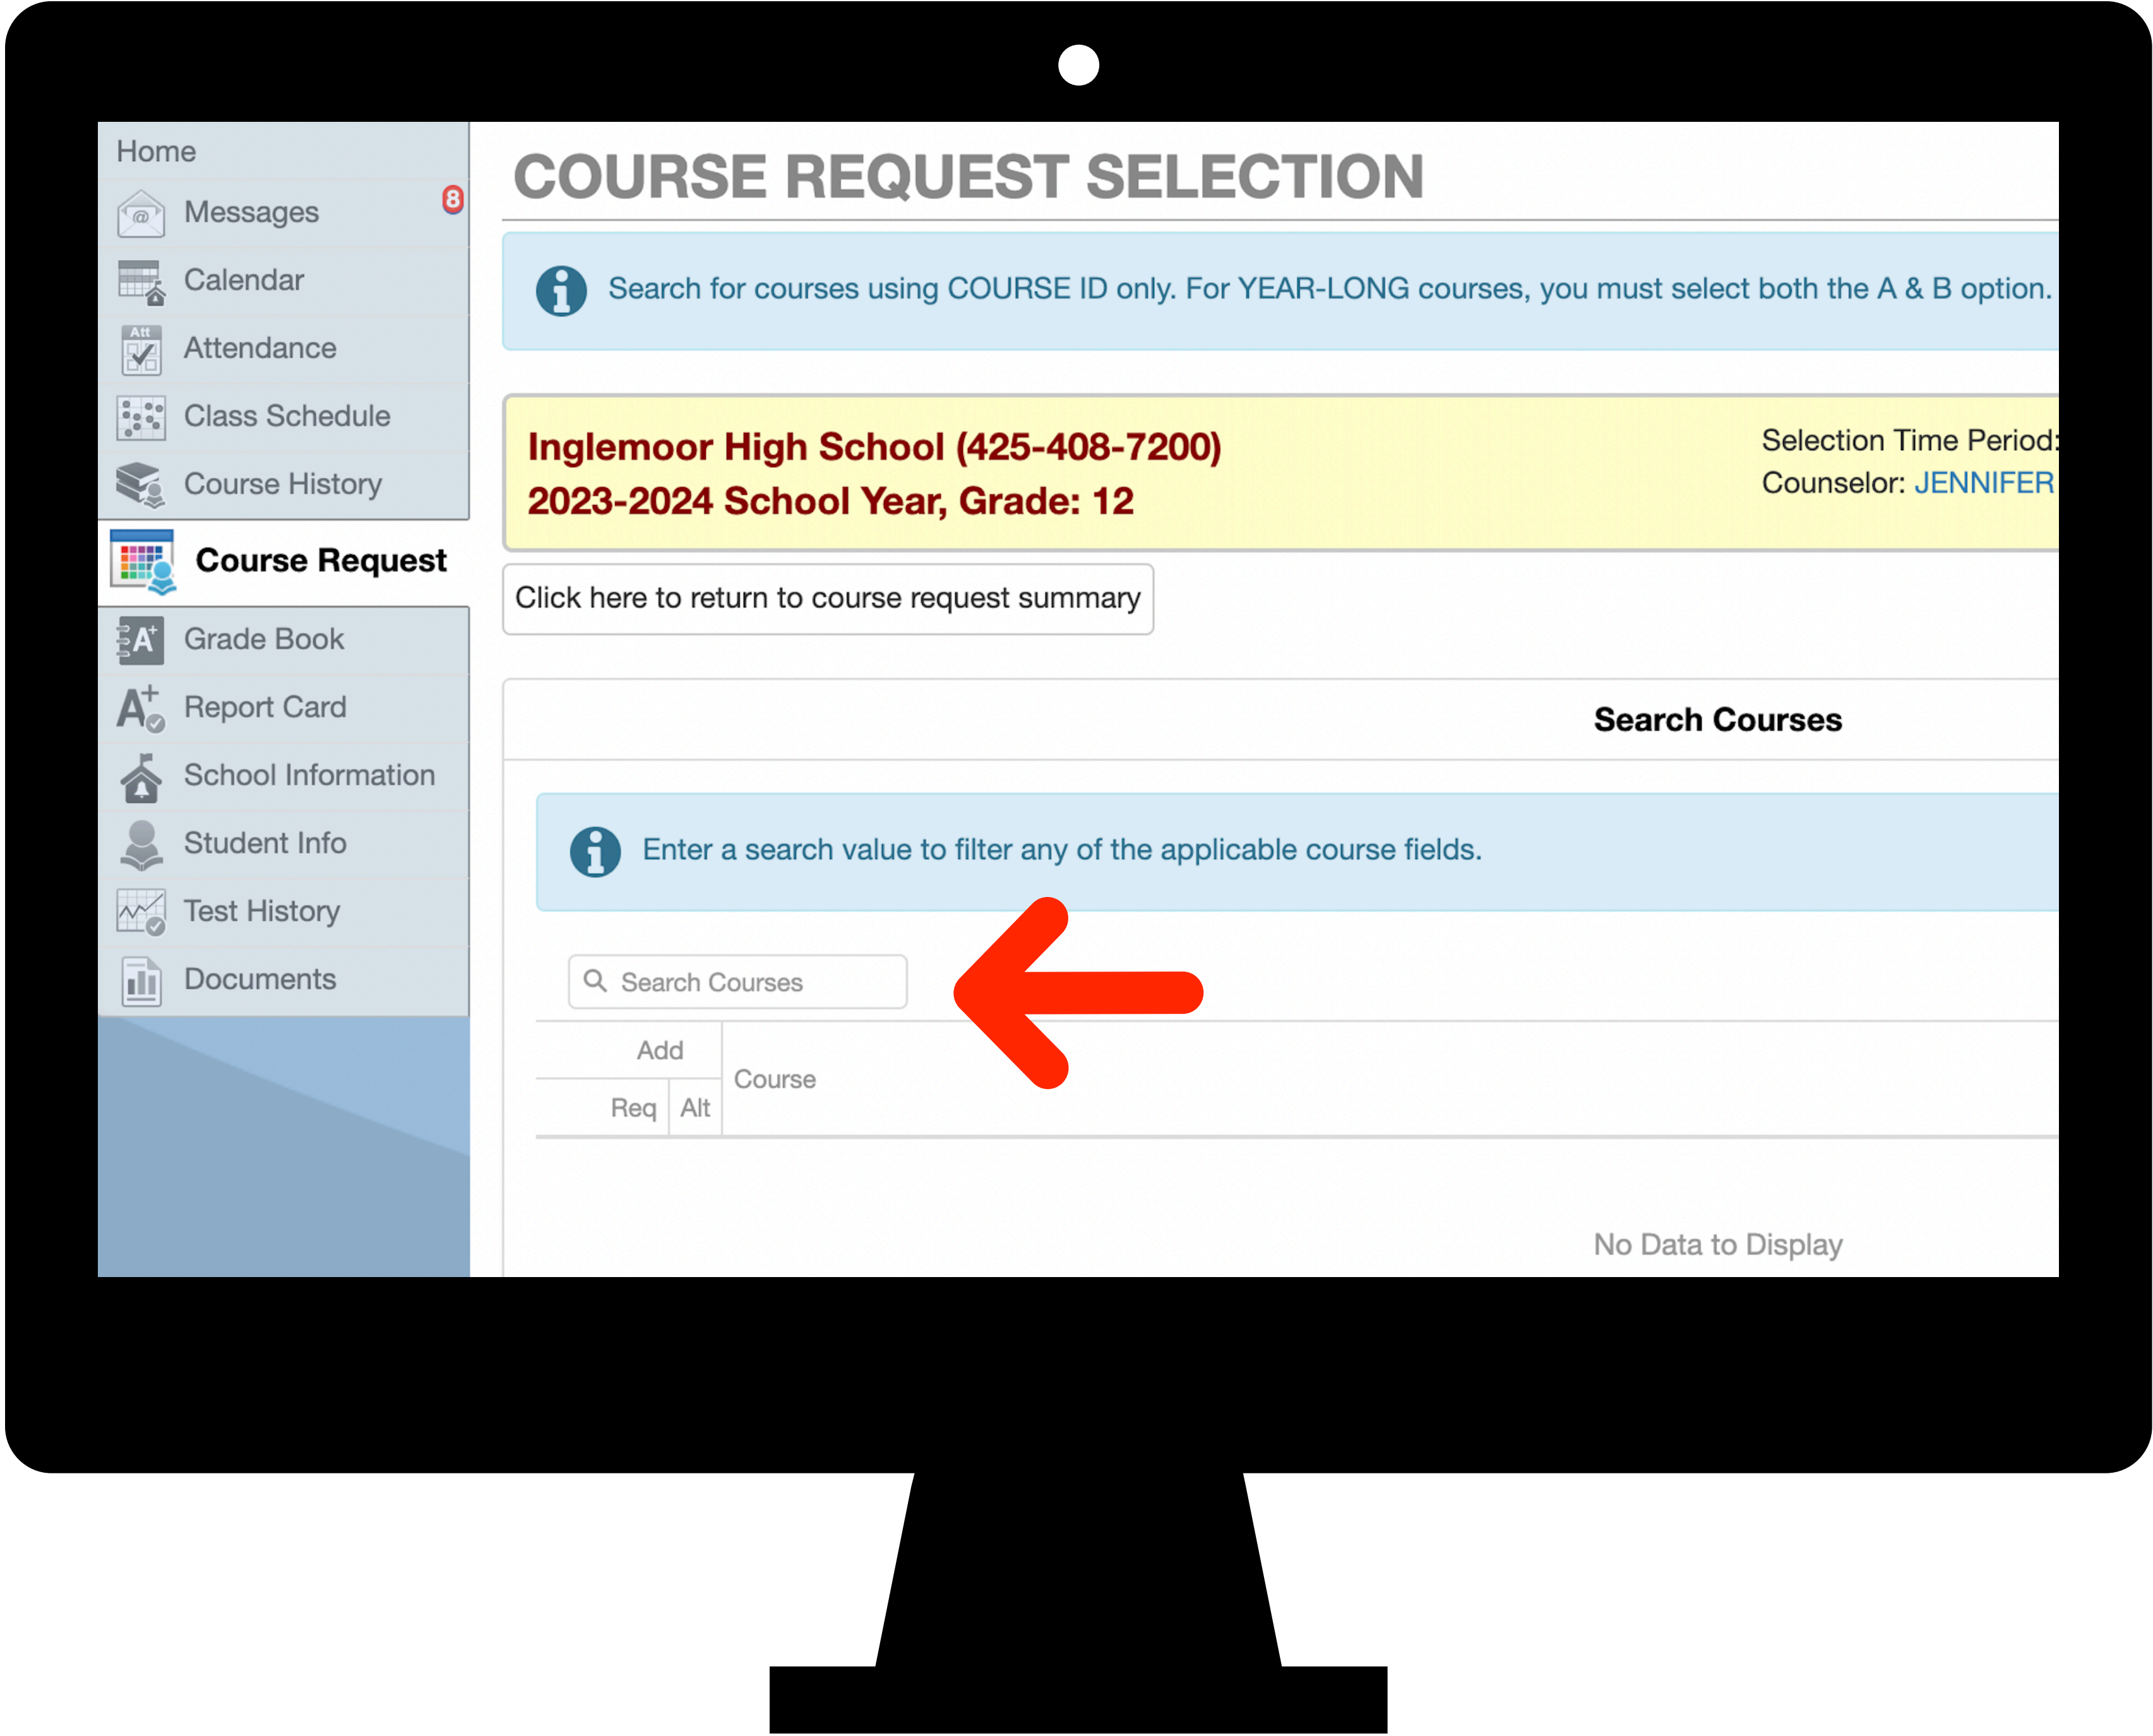 Home
Messages
8
Calendar
Att
Attendance
Class Schedule
Course History
Course Request
A+
Grade Book
A+
Report Card
School Information
Student Info
Test History
Documents
COURSE REQUEST SELECTION
Search for courses using COURSE ID only. For YEAR-LONG courses, you must select both the A & B option.
Inglemoor High School (425-408-7200)
2023-2024 School Year, Grade: 12
Selection Time Period:
Counselor: JENNIFER
Click here to return to course request summary
Search Courses
Enter a search value to filter any of the applicable course fields.
Search Courses
Add
Course
Req
Alt
No Data to Display